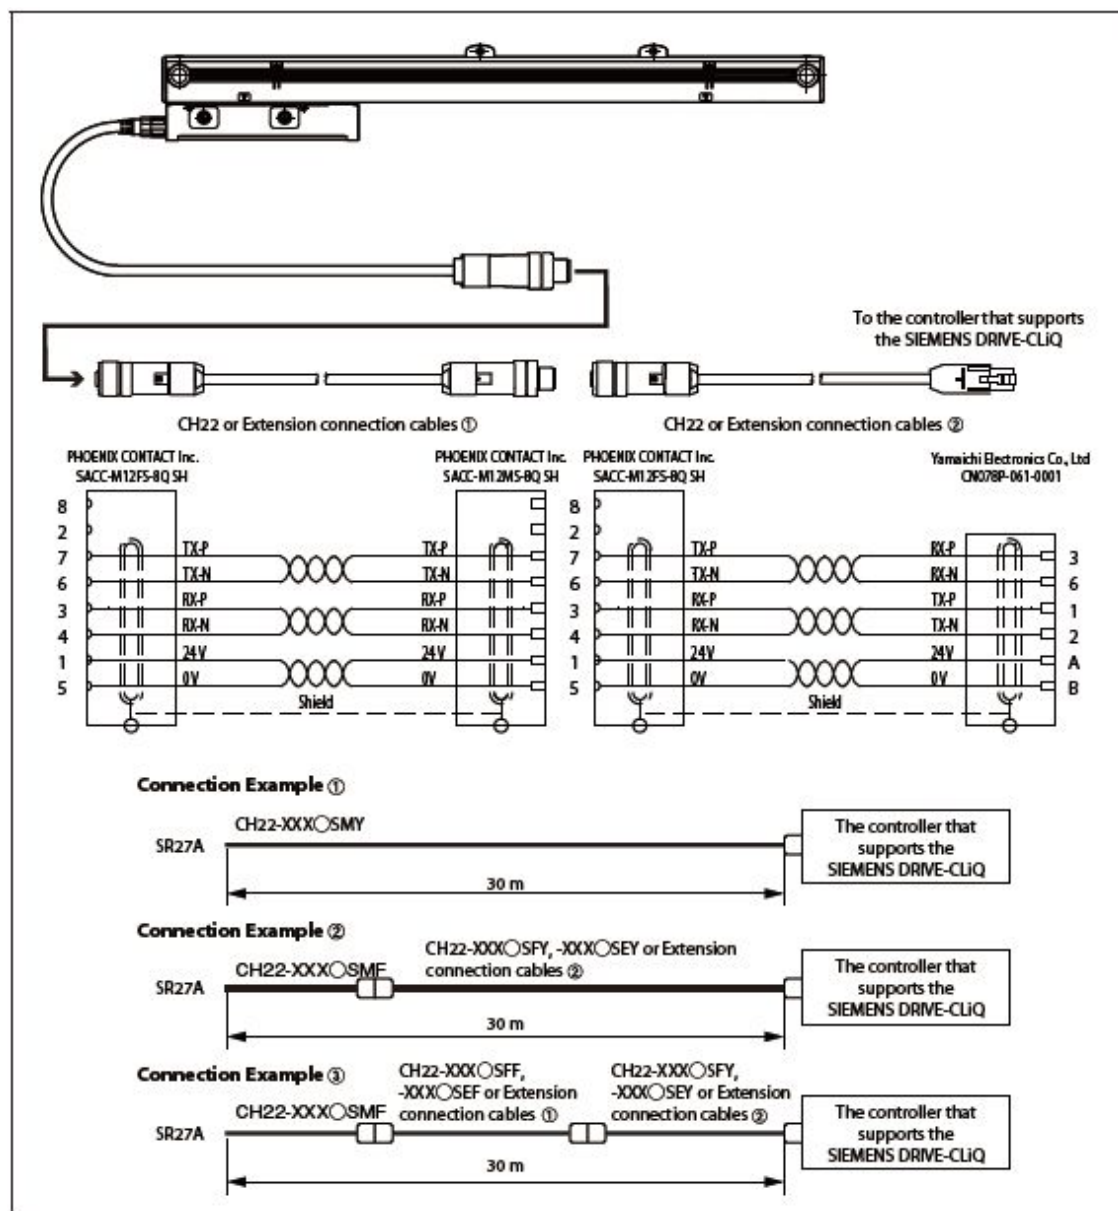 To the controller that supports
the SIEMENS DRIVE-CLiQ
CH22 or Extension connection cables ①
CH22 or Extension connection cables ②
PHOENIX CONTACT Inc.
SACC-M12FS-8Q SH
PHOENIX CONTACT Inc.
SACC-M12MS-8Q SH
PHOENIX CONTACT Inc.
SACC-M12FS-8Q SH
Yamaichi Electronics Co., Ltd
CN078P-061-0001
8
2
7 TX-P TX-P
6 TX-N TX-N
3 RX-P RX-P
4 RX-N RX-N
1 24V 24V
5 0V 0V
Shield
8
2
7 TX-P RX-P 3
6 TX-N RX-N 6
3 RX-P TX-P 1
4 RX-N TX-N 2
1 24V 24V A
5 0V 0V B
Shield
Connection Example ①
CH22-XXX○SMY
SR27A
30 m
The controller that
supports the
SIEMENS DRIVE-CLiQ
Connection Example ②
CH22-XXX○SMF
CH22-XXX○SFY, -XXX○SEY or Extension
connection cables ②
SR27A
30 m
The controller that
supports the
SIEMENS DRIVE-CLiQ
Connection Example ③
CH22-XXX○SMF
CH22-XXX○SFF,
-XXX○SEF or Extension
connection cables ①
CH22-XXX○SFY,
-XXX○SEY or Extension
connection cables ②
SR27A
30 m
The controller that
supports the
SIEMENS DRIVE-CLiQ